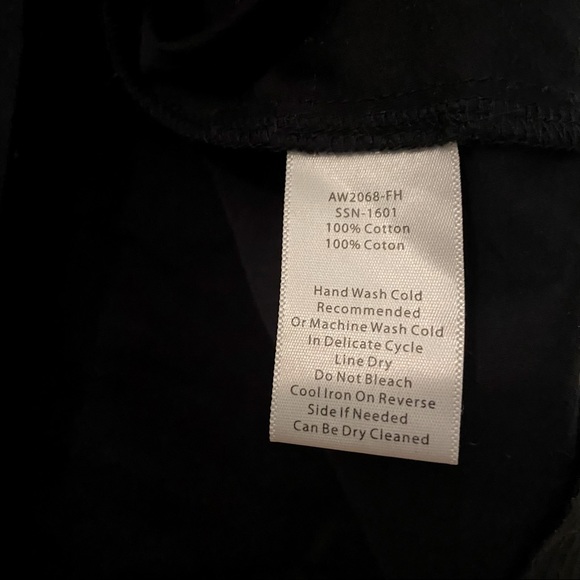 AW2068-FH
SSN-1601
100% Cotton
100% Coton
Hand Wash Cold
Recommended
Or Machine Wash Cold
In Delicate Cycle
Line Dry
Do Not Bleach
Cool Iron On Reverse
Side If Needed
Can Be Dry Cleaned